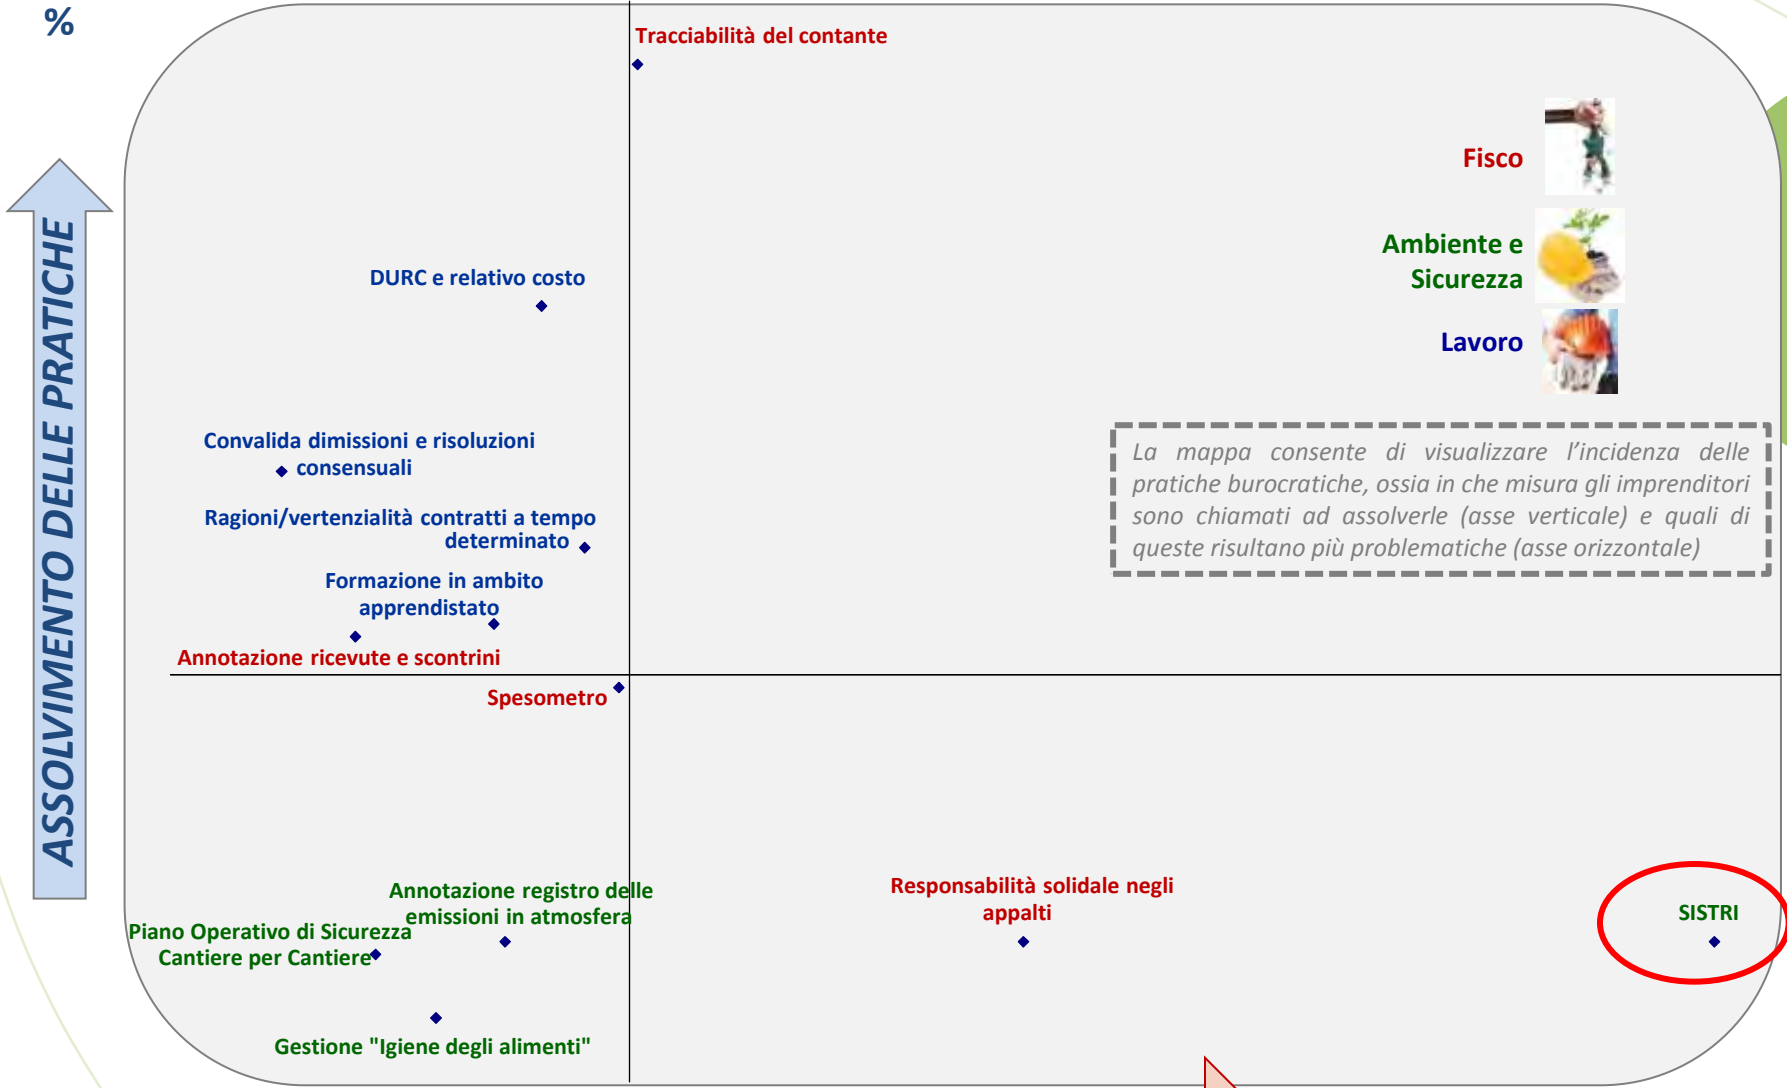 %
Tracciabilità del contante
Fisco
Ambiente e
Sicurezza
Lavoro
ASSOLVIMENTO DELLE PRATICHE
DURC e relativo costo
Convalida dimissioni e risoluzioni
consensuali
Ragioni/vertenzialità contratti a tempo
determinato
Formazione in ambito
apprendistato
Annotazione ricevute e scontrini
La mappa consente di visualizzare l'incidenza delle
pratiche burocratiche, ossia in che misura gli imprenditori
sono chiamati ad assolverle (asse verticale) e quali di
queste risultano più problematiche (asse orizzontale)
Spesometro
Annotazione registro delle
emissioni in atmosfera
Piano Operativo di Sicurezza
Cantiere per Cantiere
Gestione "Igiene degli alimenti"
Responsabilità solidale negli
appalti
SISTRI